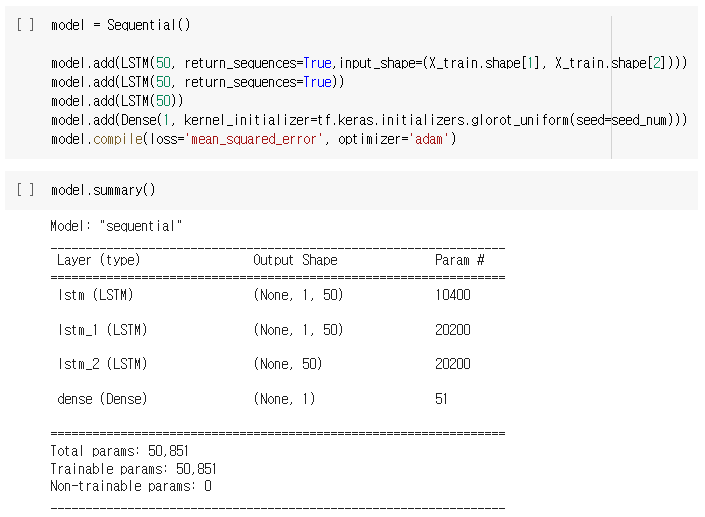 [ ] model = Sequential()
model.add(LSTM(50, return_sequences=True,input_shape=(X_train.shape[1], X_train.shape[2])))
model.add(LSTM(50, return_sequences=True))
model.add(LSTM(50))
model.add(Dense(1, kernel_initializer=tf.keras.initializers.glorot_uniform(seed=seed_num)))
model.compile(loss='mean_squared_error', optimizer='adam')
[ ] model.summary()
Model: "sequential"
_________________________________________________________________
Layer (type) Output Shape Param #
=================================================================
lstm (LSTM) (None, 1, 50) 10400
lstm_1 (LSTM) (None, 1, 50) 20200
lstm_2 (LSTM) (None, 50) 20200
dense (Dense) (None, 1) 51
=================================================================
Total params: 50,851
Trainable params: 50,851
Non-trainable params: 0
_________________________________________________________________